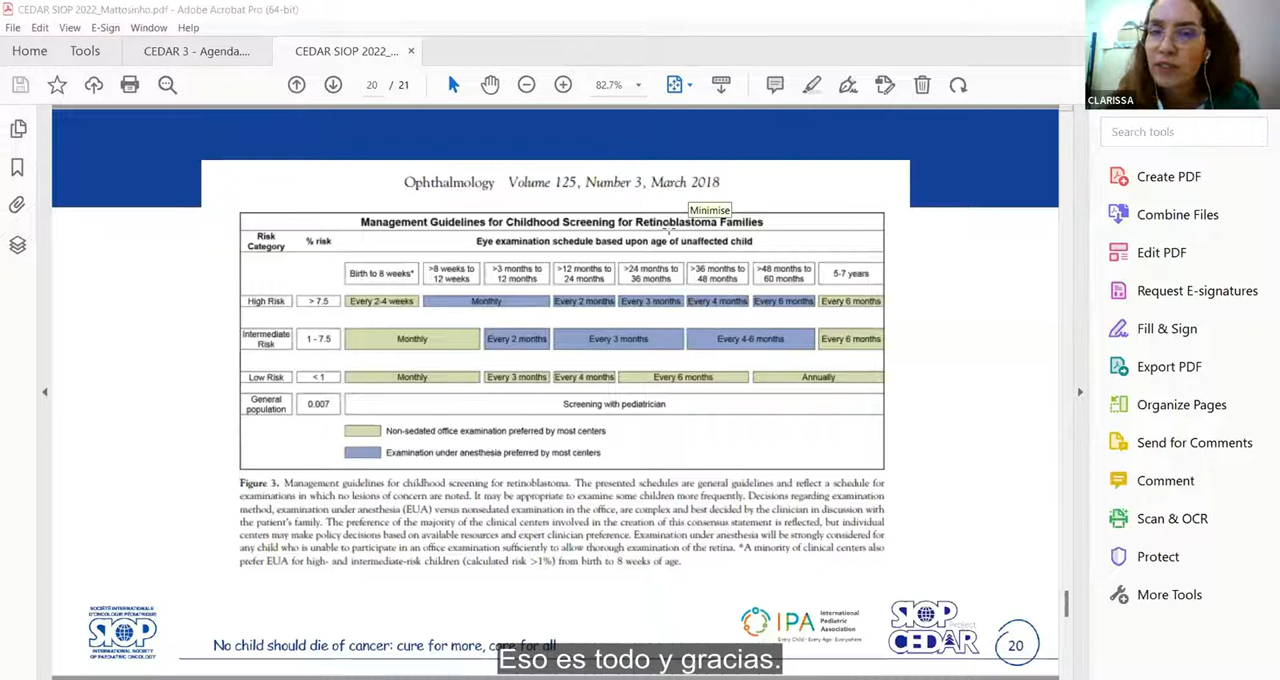 CEDAR SIOP 2022_Mattosinho.pdf - Adobe Acrobat Pro (64-bit)
File Edit View E-Sign Window Help
Home Tools CEDAR 3 - Agenda.... CEDAR SIOP 2022_... ×
20 / 21 82.7%
CLARISSA
Search tools
Create PDF
Combine Files
Edit PDF
Request E-signatures
Fill & Sign
Export PDF
Organize Pages
Send for Comments
Comment
Scan & OCR
Protect
More Tools
Ophthalmology Volume 125, Number 3, March 2018
Minimise
Management Guidelines for Childhood Screening for Retinoblastoma Families
Risk Category % risk Eye examination schedule based upon age of unaffected child
Birth to 8 weeks* >8 weeks to 12 weeks >3 months to 12 months >12 months to 24 months >24 months to 36 months >36 months to 48 months >48 months to 60 months 5-7 years
High Risk > 7.5 Every 2-4 weeks Monthly Every 2 months Every 3 months Every 4 months Every 6 months Every 6 months
Intermediate Risk 1 - 7.5 Monthly Every 2 months Every 3 months Every 4-6 months Every 6 months
Low Risk < 1 Monthly Every 3 months Every 4 months Every 6 months Annually
General population 0.007 Screening with pediatrician
Non-sedated office examination preferred by most centers
Examination under anesthesia preferred by most centers
Figure 3. Management guidelines for childhood screening for retinoblastoma. The presented schedules are general guidelines and reflect a schedule for
examinations in which no lesions of concern are noted. It may be appropriate to examine some children more frequently. Decisions regarding examination
method, examination under anesthesia (EUA) versus nonsedated examination in the office, are complex and best decided by the clinician in discussion with
the patient's family. The preference of the majority of the clinical centers involved in the creation of this consensus statement is reflected, but individual
centers may make policy decisions based on available resources and expert clinician preference. Examination under anesthesia will be strongly considered for
any child who is unable to participate in an office examination sufficiently to allow thorough examination of the retina. *A minority of clinical centers also
prefer EUA for high- and intermediate-risk children (calculated risk >1%) from birth to 8 weeks of age.
SOCIÉTÉ INTERNATIONALE
D'ONCOLOGIE PÉDIATRIQUE
SIOP
INTERNATIONAL SOCIETY
OF PAEDIATRIC ONCOLOGY
No child should die of cancer: cure for more, care for all
IPA International Pediatric Association
Every Child - Every Age - Everywhere
SIOP Project
CEDAR
20
Eso es todo y gracias.